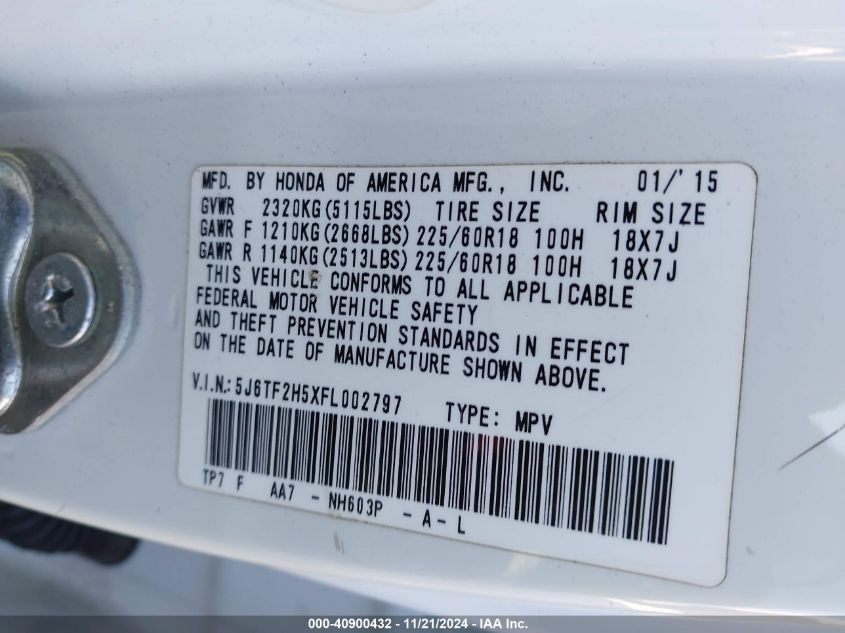 MFD. BY HONDA OF AMERICA MFG., INC. 01/'15
GVWR 2320KG(5115LBS) TIRE SIZE RIM SIZE
GAWR F 1210KG(2668LBS) 225/60R18 100H 18X7J
GAWR R 1140KG(2513LBS) 225/60R18 100H 18X7J
THIS VEHICLE CONFORMS TO ALL APPLICABLE
FEDERAL MOTOR VEHICLE SAFETY
AND THEFT PREVENTION STANDARDS IN EFFECT
ON THE DATE OF MANUFACTURE SHOWN ABOVE.
V.I.N.: 5J6TF2H5XFL002797 TYPE: MPV
TP7 F AA7 - NH603P - A - L
000-40900432 - 11/21/2024 - IAA Inc.